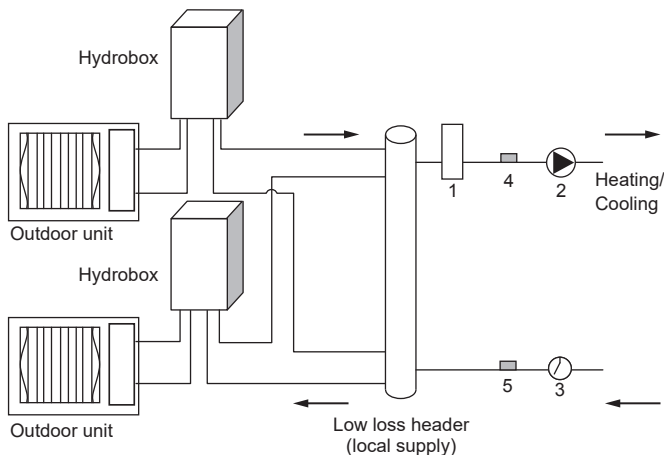 Hydrobox
Outdoor unit
Hydrobox
Outdoor unit
1
4
2
Heating/
Cooling
5
3
Low loss header
(local supply)